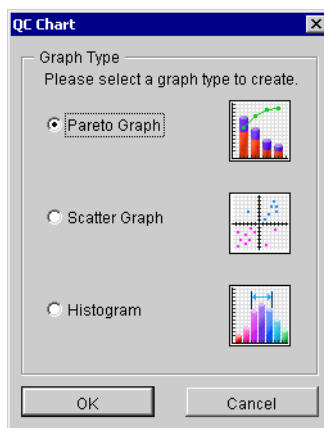 QC Chart
Graph Type
Please select a graph type to create.
Pareto Graph
Scatter Graph
Histogram
OK Cancel